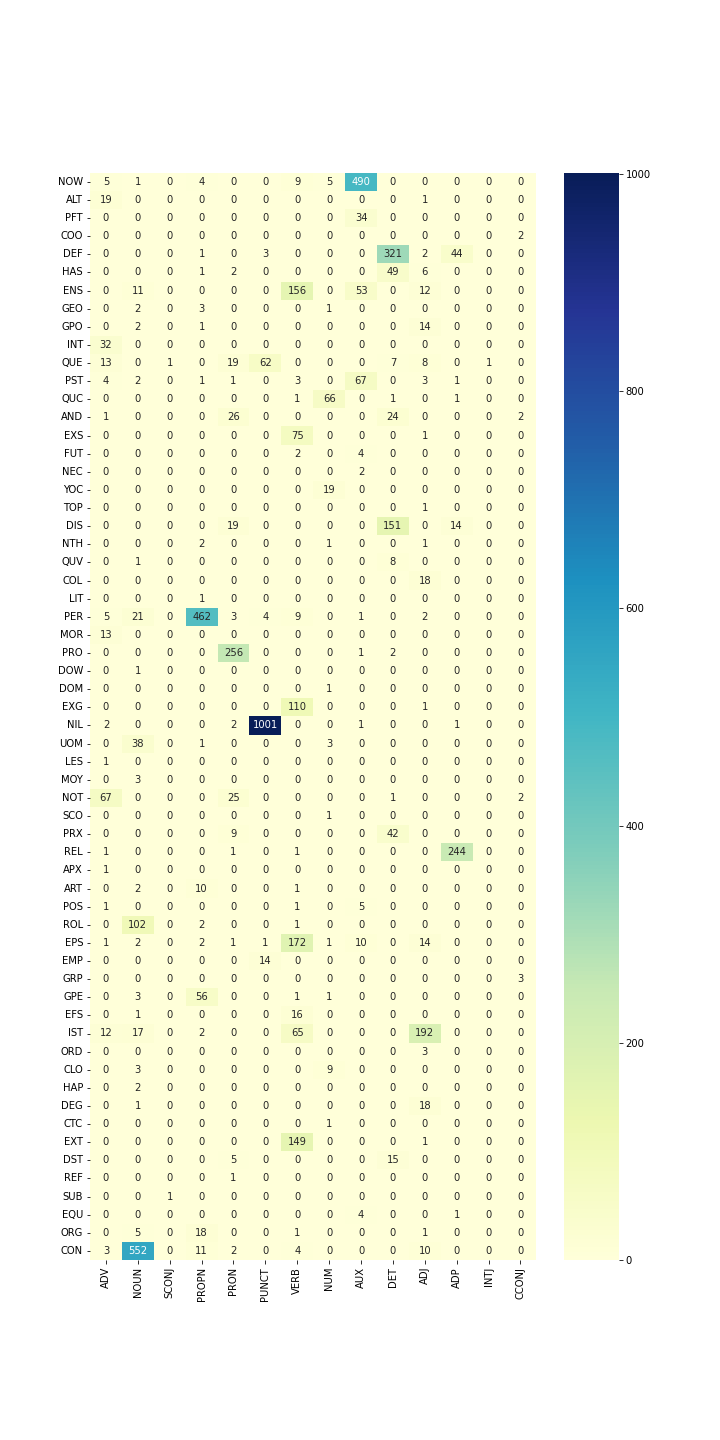 NOW 5 1 0 4 0 0 9 5 490 0 0 0 0 0 1000
ALT 19 0 0 0 0 0 0 0 0 0 1 0 0 0
PFT 0 0 0 0 0 0 0 0 34 0 0 0 0 0
COO 0 0 0 0 0 0 0 0 0 0 0 0 0 2
DEF 0 0 0 1 0 3 0 0 0 321 2 44 0 0
HAS 0 0 0 1 2 0 0 0 0 49 6 0 0 0
ENS 0 11 0 0 0 0 156 0 53 0 12 0 0 0
GEO 0 2 0 3 0 0 0 1 0 0 0 0 0 0
GPO 0 2 0 1 0 0 0 0 0 0 14 0 0 0
INT 32 0 0 0 0 0 0 0 0 0 0 0 0 0
QUE 13 0 1 0 19 62 0 0 0 7 8 0 1 0
PST 4 2 0 1 1 0 3 0 67 0 3 1 0 0
QUC 0 0 0 0 0 0 1 66 0 1 0 1 0 0 800
AND 1 0 0 0 26 0 0 0 0 24 0 0 0 2
EXS 0 0 0 0 0 0 75 0 0 0 1 0 0 0
FUT 0 0 0 0 0 0 2 0 4 0 0 0 0 0
NEC 0 0 0 0 0 0 0 0 2 0 0 0 0 0
YOC 0 0 0 0 0 0 0 19 0 0 0 0 0 0
TOP 0 0 0 0 0 0 0 0 0 0 1 0 0 0
DIS 0 0 0 0 19 0 0 0 0 151 0 14 0 0
NTH 0 0 0 2 0 0 0 1 0 0 1 0 0 0
QUV 0 1 0 0 0 0 0 0 0 8 0 0 0 0
COL 0 0 0 0 0 0 0 0 0 0 18 0 0 0
LIT 0 0 0 1 0 0 0 0 0 0 0 0 0 0
PER 5 21 0 462 3 4 9 0 1 0 2 0 0 0 600
MOR 13 0 0 0 0 0 0 0 0 0 0 0 0 0
PRO 0 0 0 0 256 0 0 0 1 2 0 0 0 0
DOW 0 1 0 0 0 0 0 0 0 0 0 0 0 0
DOM 0 0 0 0 0 0 0 1 0 0 0 0 0 0
EXG 0 0 0 0 0 0 110 0 0 0 1 0 0 0
NIL 2 0 0 0 2 1001 0 0 1 0 0 1 0 0
UOM 0 38 0 1 0 0 0 3 0 0 0 0 0 0
LES 1 0 0 0 0 0 0 0 0 0 0 0 0 0
MOY 0 3 0 0 0 0 0 0 0 0 0 0 0 0
NOT 67 0 0 0 25 0 0 0 0 1 0 0 0 2
SCO 0 0 0 0 0 0 0 1 0 0 0 0 0 0
PRX 0 0 0 0 9 0 0 0 0 42 0 0 0 0 400
REL 1 0 0 0 1 0 1 0 0 0 0 244 0 0
APX 1 0 0 0 0 0 0 0 0 0 0 0 0 0
ART 0 2 0 10 0 0 1 0 0 0 0 0 0 0
POS 1 0 0 0 0 0 1 0 5 0 0 0 0 0
ROL 0 102 0 2 0 0 1 0 0 0 0 0 0 0
EPS 1 2 0 2 1 1 172 1 10 0 14 0 0 0
EMP 0 0 0 0 0 14 0 0 0 0 0 0 0 0
GRP 0 0 0 0 0 0 0 0 0 0 0 0 0 3
GPE 0 3 0 56 0 0 1 1 0 0 0 0 0 0
EFS 0 1 0 0 0 0 16 0 0 0 0 0 0 0
IST 12 17 0 2 0 0 65 0 0 0 192 0 0 0
ORD 0 0 0 0 0 0 0 0 0 0 3 0 0 0 200
CLO 0 3 0 0 0 0 0 9 0 0 0 0 0 0
HAP 0 2 0 0 0 0 0 0 0 0 0 0 0 0
DEG 0 1 0 0 0 0 0 0 0 0 18 0 0 0
CTC 0 0 0 0 0 0 0 1 0 0 0 0 0 0
EXT 0 0 0 0 0 0 149 0 0 0 1 0 0 0
DST 0 0 0 0 5 0 0 0 0 15 0 0 0 0
REF 0 0 0 0 1 0 0 0 0 0 0 0 0 0
SUB 0 0 1 0 0 0 0 0 0 0 0 0 0 0
EQU 0 0 0 0 0 0 0 0 4 0 0 1 0 0
ORG 0 5 0 18 0 0 1 0 0 0 1 0 0 0
CON 3 552 0 11 2 0 4 0 0 0 10 0 0 0 0
ADV NOUN SCONJ PROPN PRON PUNCT VERB NUM AUX DET ADJ ADP INTJ CCONJ